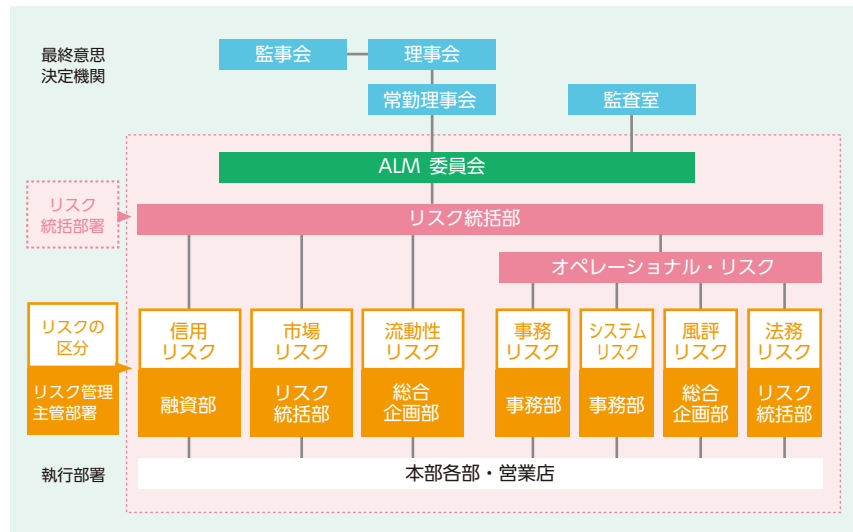 最終意思
決定機関
監事会
理事会
常勤理事会
監査室
ALM 委員会
リスク
統括部署
リスク統括部
オペレーショナル・リスク
リスクの
区分
信用
リスク
市場
リスク
流動性
リスク
事務
リスク
システム
リスク
風評
リスク
法務
リスク
リスク管理
主管部署
融資部
リスク
統括部
総合
企画部
事務部
事務部
総合
企画部
リスク
統括部
執行部署
本部各部・営業店